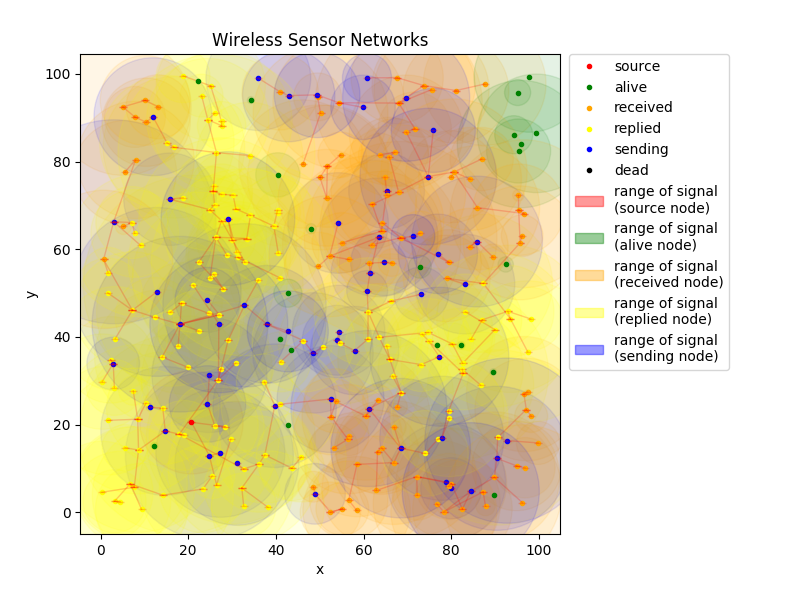 Wireless Sensor Networks
100
80
60
40
20
0
y
0 20 40 60 80 100
x
source
alive
received
replied
sending
dead
range of signal
(source node)
range of signal
(alive node)
range of signal
(received node)
range of signal
(replied node)
range of signal
(sending node)